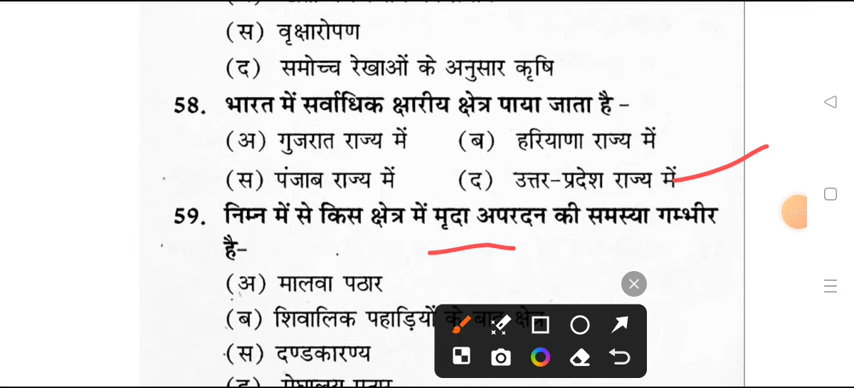 (स) वृक्षारोपण
(द) समोच्च रेखाओं के अनुसार कृषि
58. भारत में सर्वाधिक क्षारीय क्षेत्र पाया जाता है -
(अ) गुजरात राज्य में (ब) हरियाणा राज्य में
(स) पंजाब राज्य में (द) उत्तर-प्रदेश राज्य में
59. निम्न में से किस क्षेत्र में मृदा अपरदन की समस्या गम्भीर
है-
(अ) मालवा पठार
(ब) शिवालिक पहाड़ियों के बाद क्षेत्र
(स) दण्डकारण्य